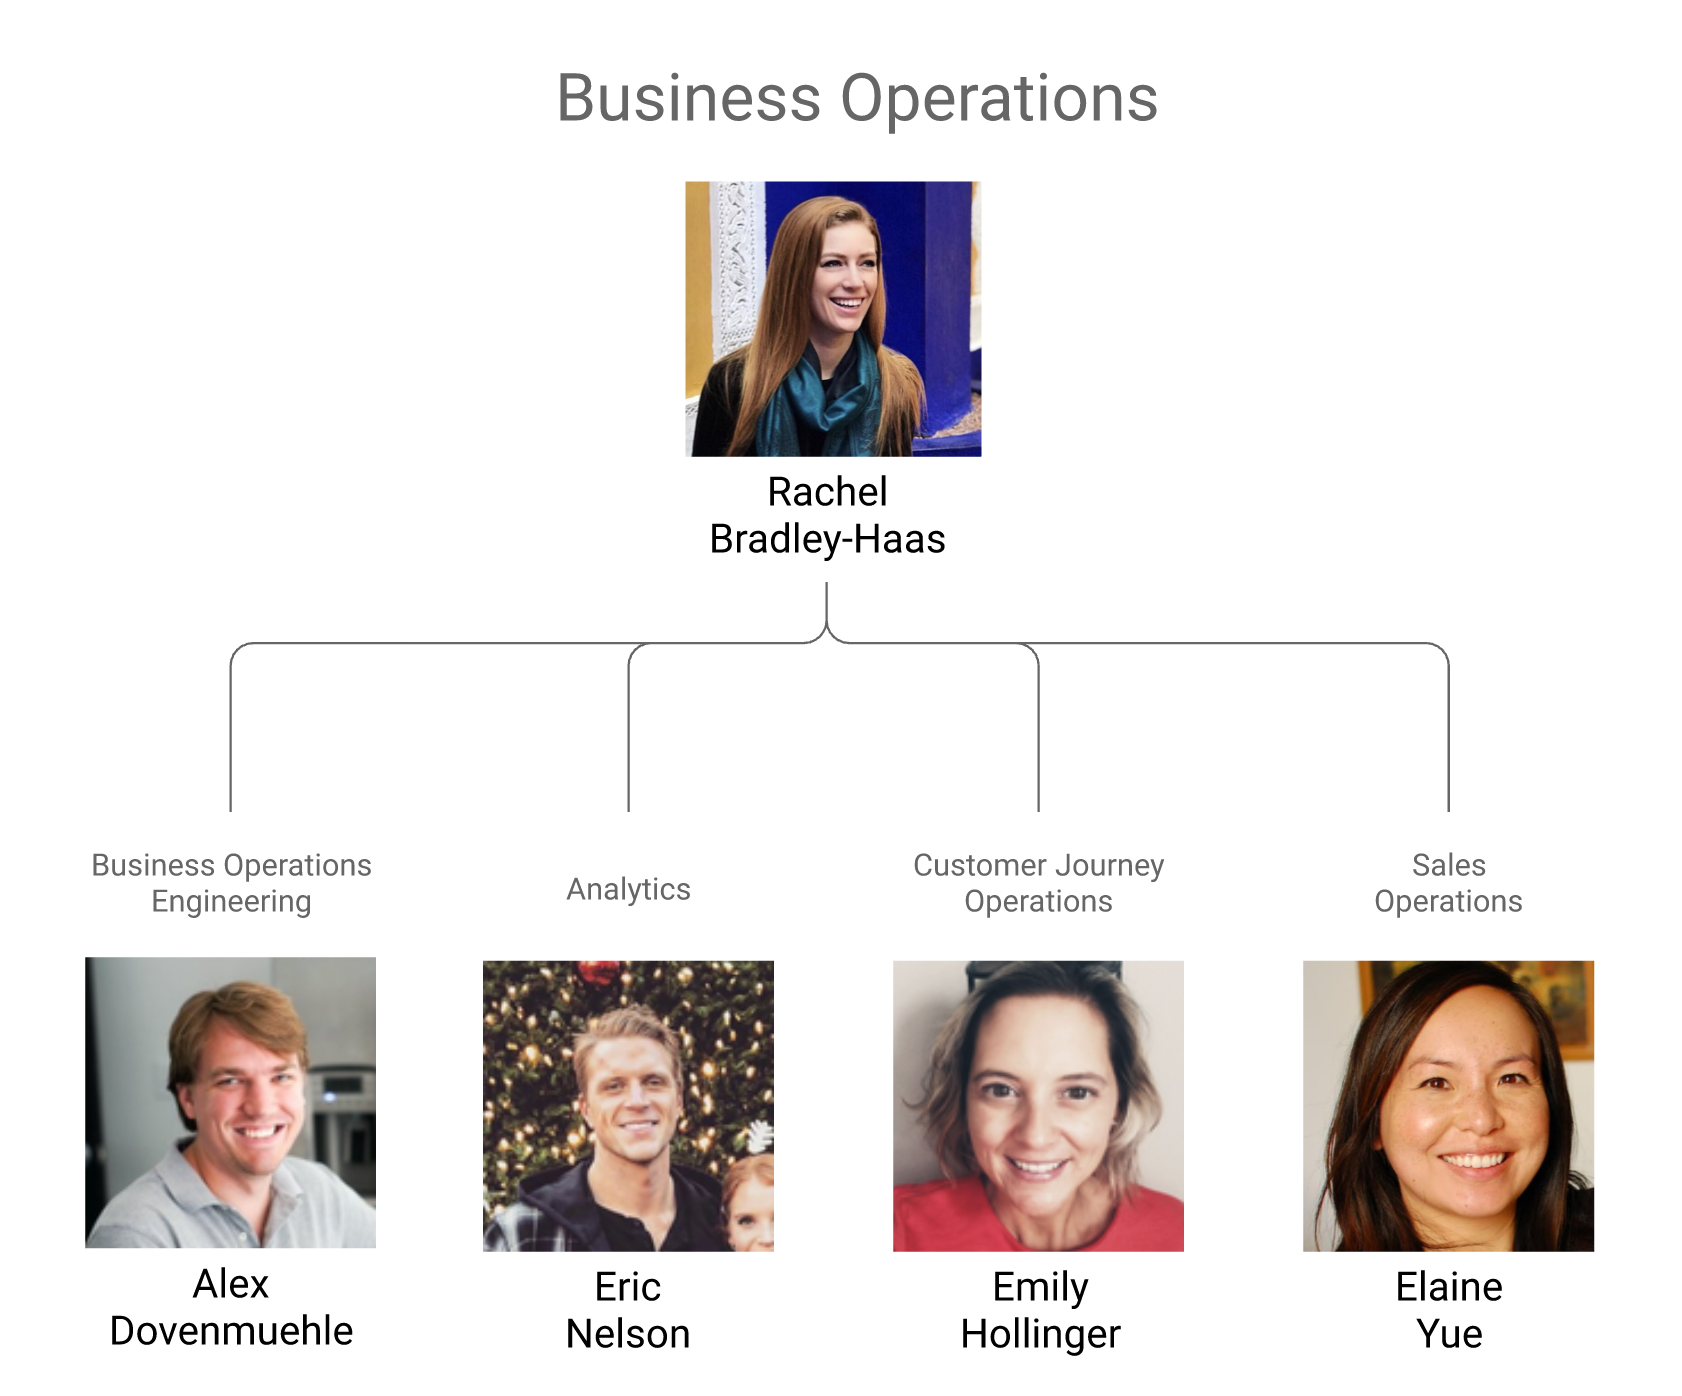 Business Operations
Rachel
Bradley-Haas
Business Operations
Engineering
Analytics
Customer Journey
Operations
Sales
Operations
Alex
Dovenmuehle
Eric
Nelson
Emily
Hollinger
Elaine
Yue